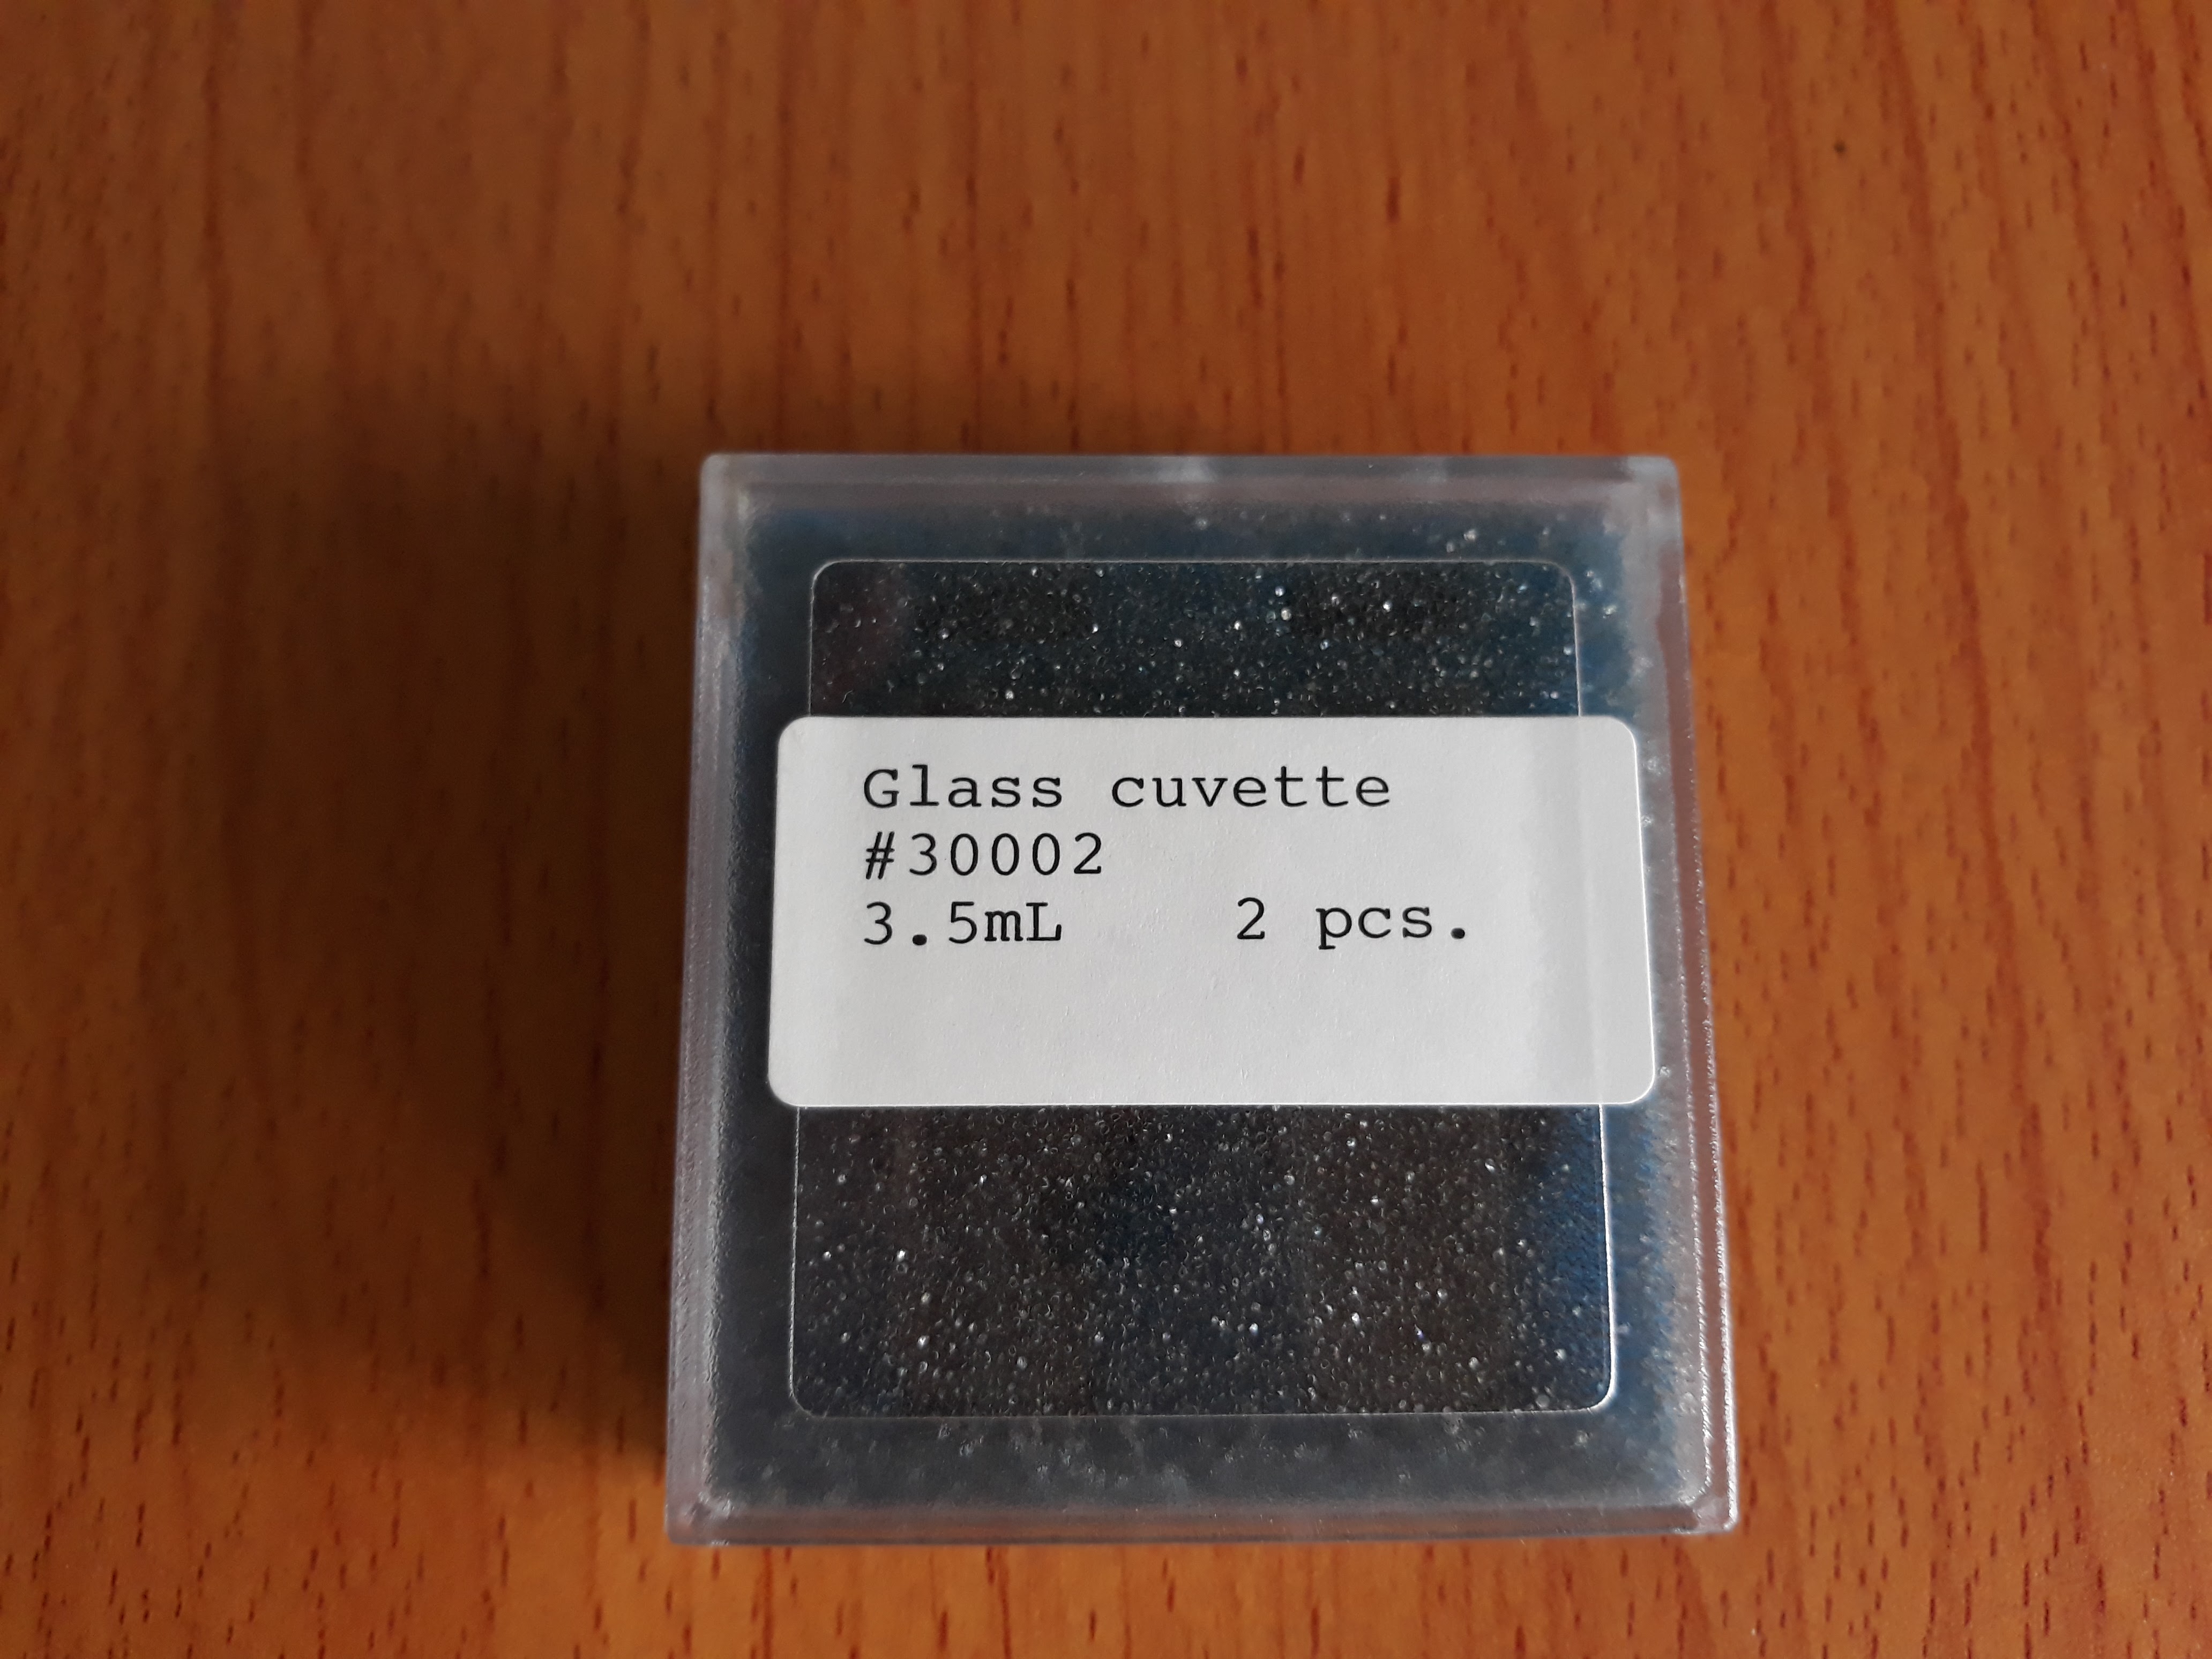 Glass cuvette
#30002
3.5mL 2 pcs.